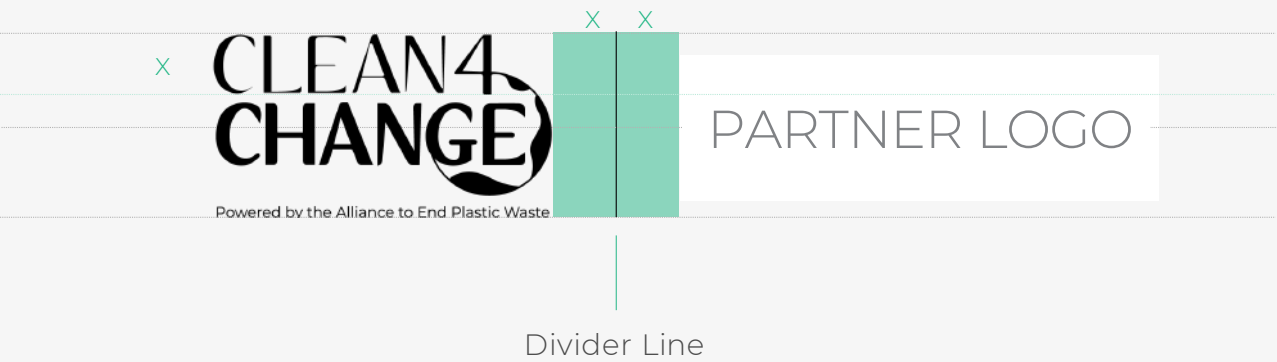 X X
X
CLEAN4
CHANGE
Powered by the Alliance to End Plastic Waste
PARTNER LOGO
Divider Line